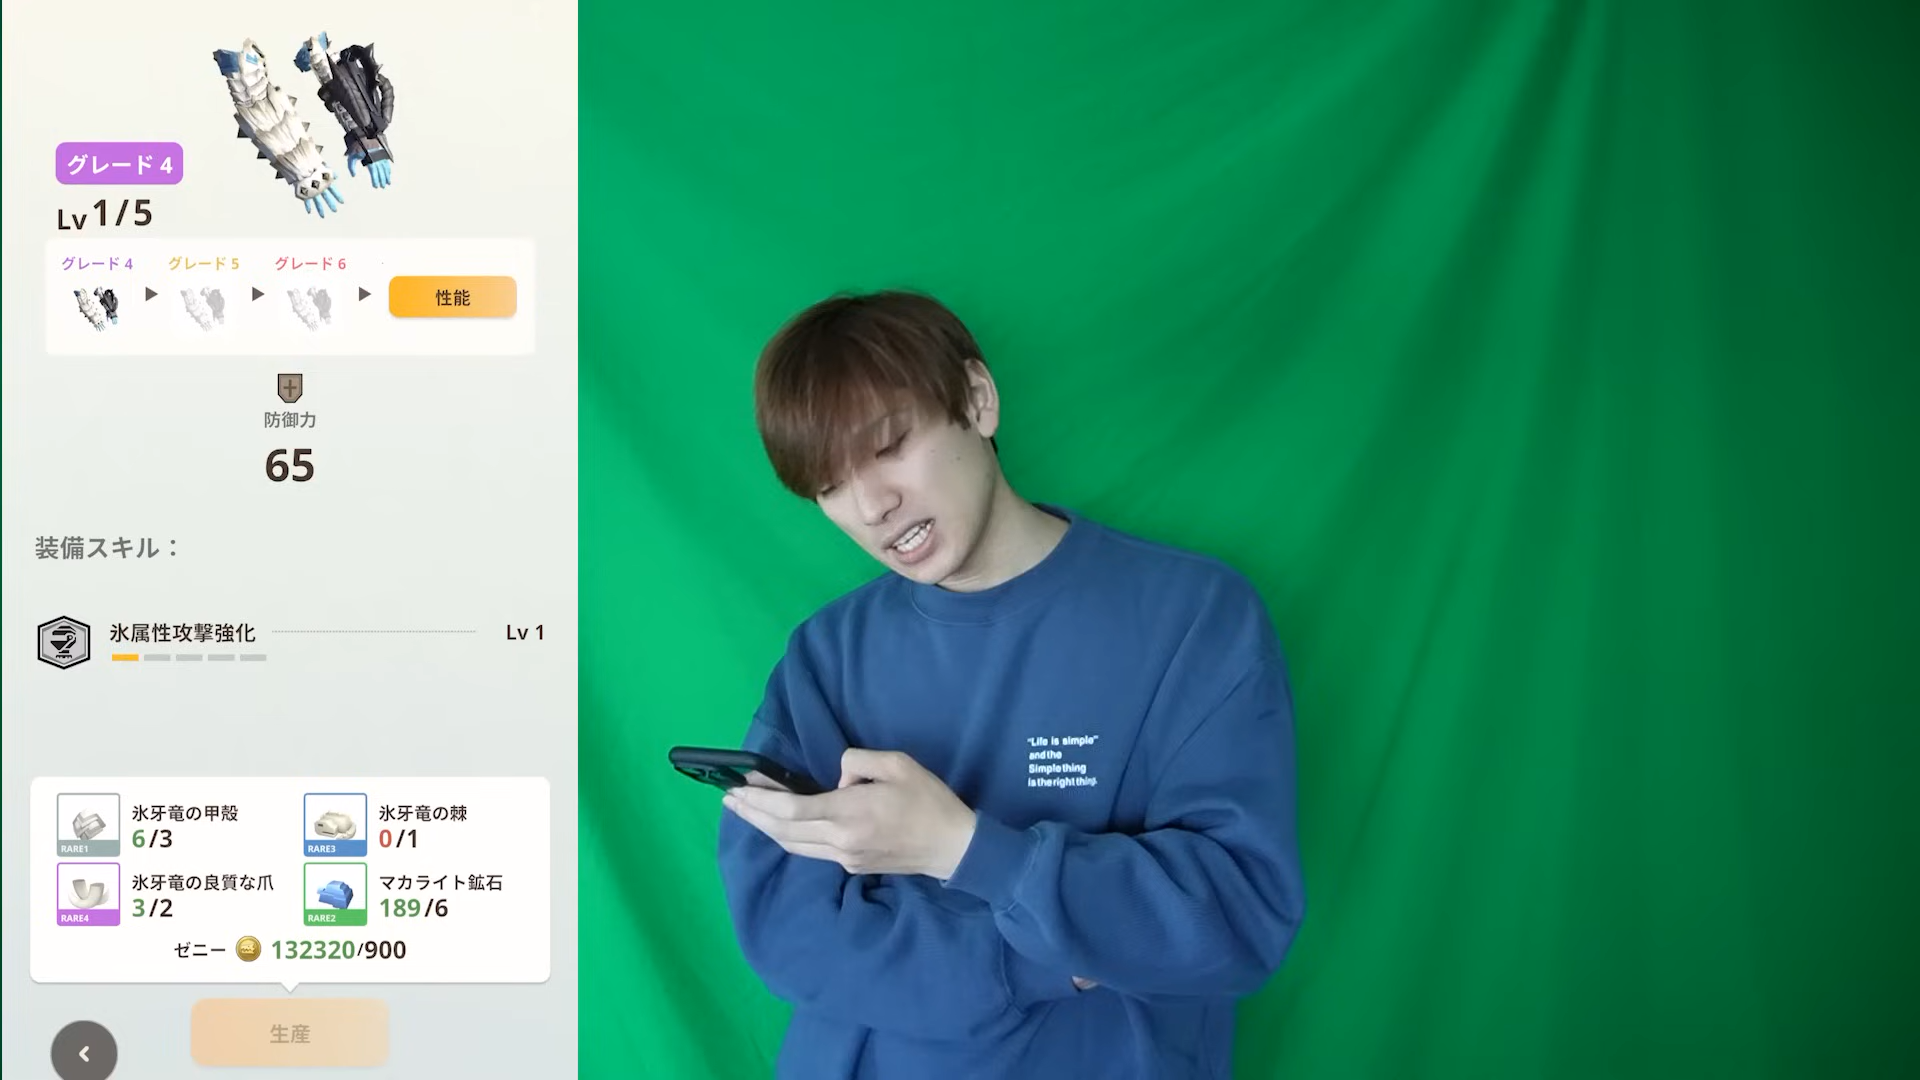 グレード 4
Lv 1/5
グレード 4
グレード 5
グレード 6
性能
防御力
65
装備スキル：
氷属性攻撃強化
Lv 1
RARE1
氷牙竜の甲殻
6/3
RARE3
氷牙竜の棘
0/1
RARE4
氷牙竜の良質な爪
3/2
RARE2
マカライト鉱石
189/6
ゼニー 132320/900
生産
"Life is simple"
and the
Simple thing
is the right thing.